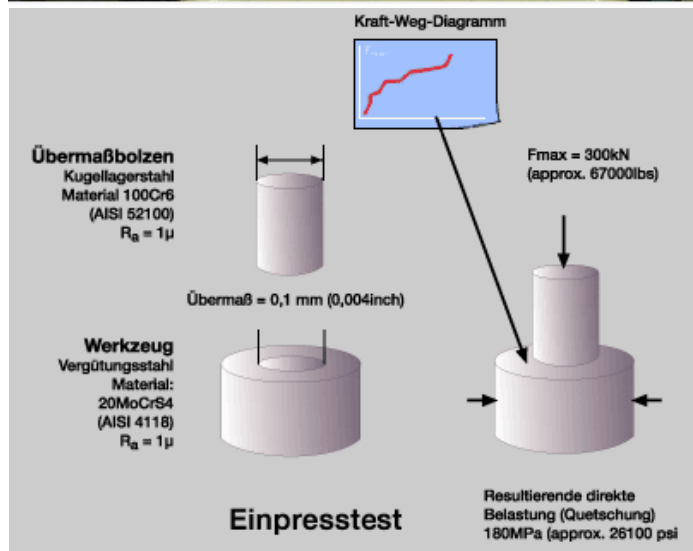 Kraft-Weg-Diagramm
Übermaßbolzen
Kugellagerstahl
Material 100Cr6
(AISI 52100)
Ra = 1µ
Fmax = 300kN
(approx. 67000lbs)
Übermaß = 0,1 mm (0,004inch)
Werkzeug
Vergütungsstahl
Material:
20MoCrS4
(AISI 4118)
Ra = 1µ
Einpresstest
Resultierende direkte
Belastung (Quetschung)
180MPa (approx. 26100 psi